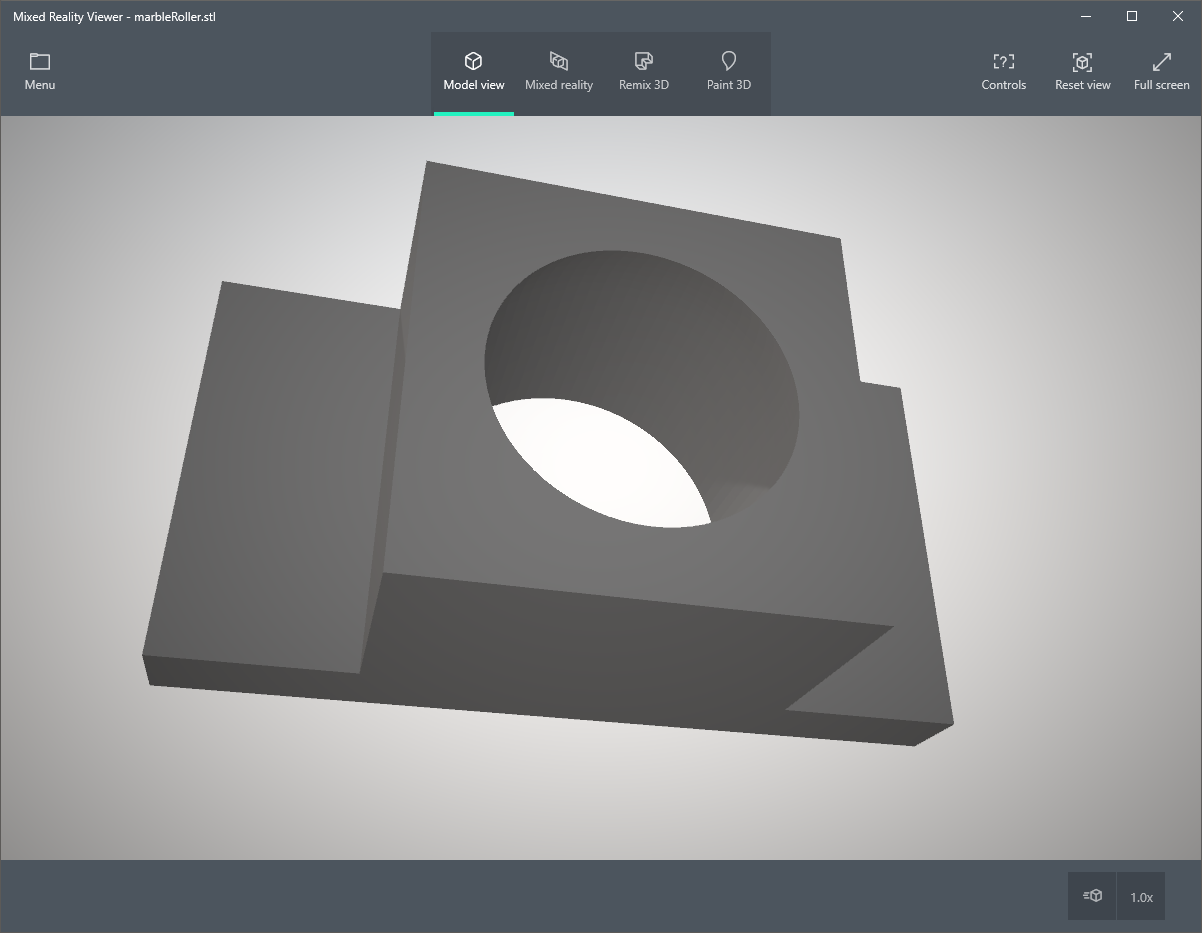 Mixed Reality Viewer - marbleRoller.stl
Menu
Model view
Mixed reality
Remix 3D
Paint 3D
Controls
Reset view
Full screen
1.0x